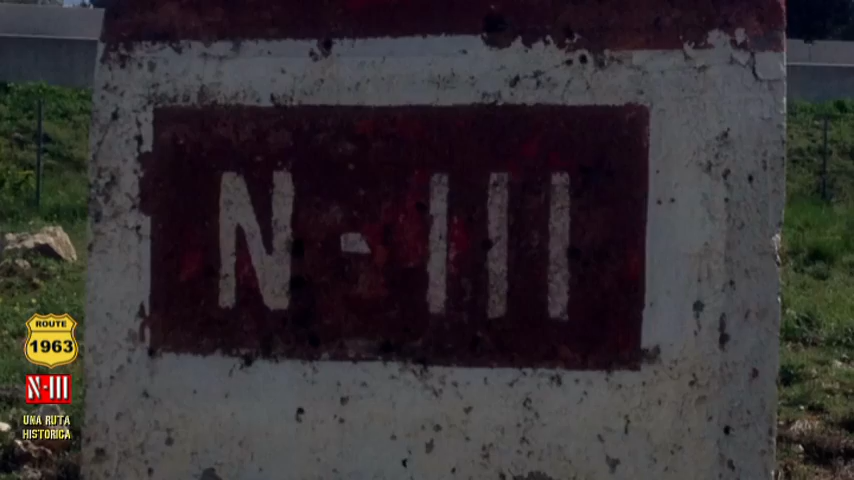 N-III
ROUTE
1963
N-III
UNA RUTA
HISTORICA